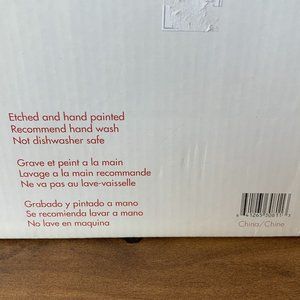 Etched and hand painted
Recommend hand wash
Not dishwasher safe
Grave et peint a la main
Lavage a la main recommande
Ne va pas au lave-vaisselle
Grabado y pintado a mano
Se recomienda lavar a mano
No lave en maquina
China/Chine